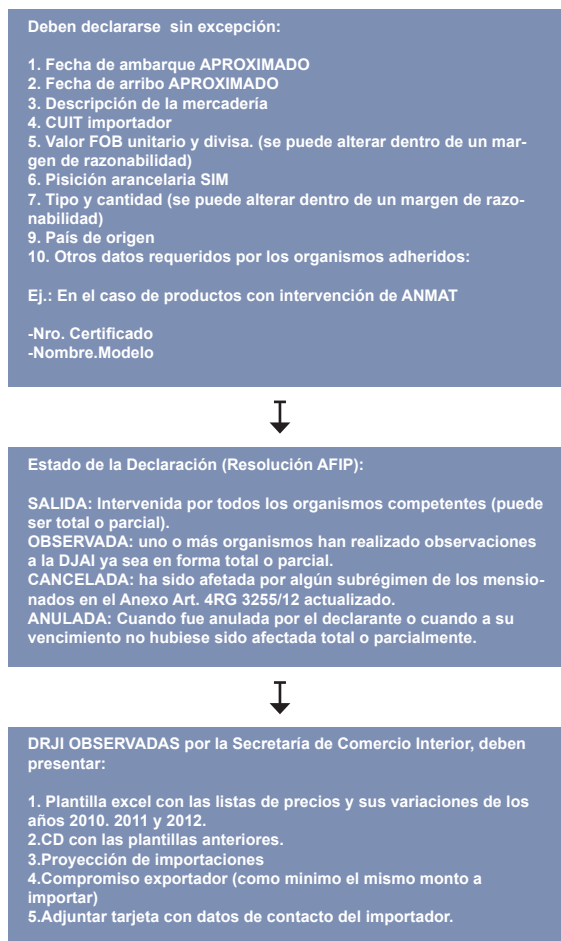 Deben declararse  sin excepción:
1. Fecha de ambarque APROXIMADO
2. Fecha de arribo APROXIMADO
3. Descripción de la mercadería
4. CUIT importador
5. Valor FOB unitario y divisa. (se puede alterar dentro de un mar-
gen de razonabilidad)
6. Pisición arancelaria SIM
7. Tipo y cantidad (se puede alterar dentro de un margen de razo-
nabilidad)
9. País de origen
10. Otros datos requeridos por los organismos adheridos:
Ej.: En el caso de productos con intervención de ANMAT
-Nro. Certificado
-Nombre.Modelo
Estado de la Declaración (Resolución AFIP):
SALIDA: Intervenida por todos los organismos competentes (puede
ser total o parcial).
OBSERVADA: uno o más organismos han realizado observaciones
a la DJAI ya sea en forma total o parcial.
CANCELADA: ha sido afetada por algún subrégimen de los mensio-
nados en el Anexo Art. 4RG 3255/12 actualizado.
ANULADA: Cuando fue anulada por el declarante o cuando a su
vencimiento no hubiese sido afectada total o parcialmente.
DRJI OBSERVADAS por la Secretaría de Comercio Interior, deben
presentar:
1. Plantilla excel con las listas de precios y sus variaciones de los
años 2010. 2011 y 2012.
2.CD con las plantillas anteriores.
3.Proyección de importaciones
4.Compromiso exportador (como minimo el mismo monto a
importar)
5.Adjuntar tarjeta con datos de contacto del importador.